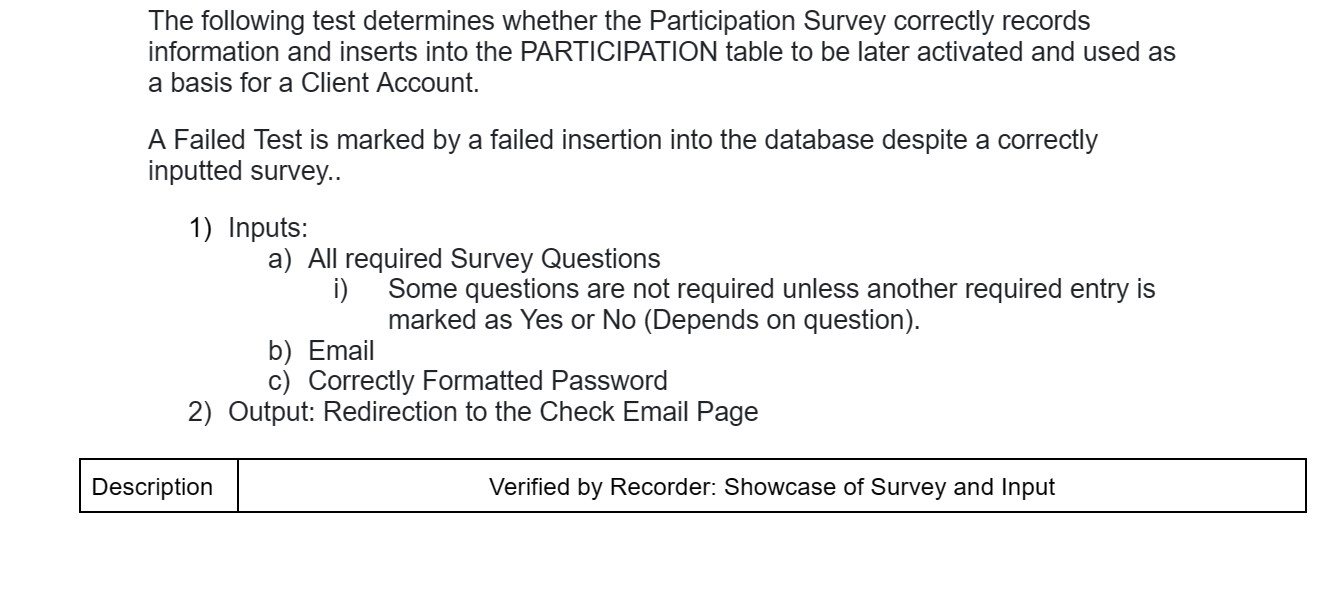 The following test determines whether the Participation Survey correctly records
information and inserts into the PARTICIPATION table to be later activated and used as
a basis for a Client Account.
A Failed Test is marked by a failed insertion into the database despite a correctly
inputted survey..
1) Inputs:
a) All required Survey Questions
i) Some questions are not required unless another required entry is
marked as Yes or No (Depends on question).
b) Email
c) Correctly Formatted Password
2) Output: Redirection to the Check Email Page
Description Verified by Recorder: Showcase of Survey and Input